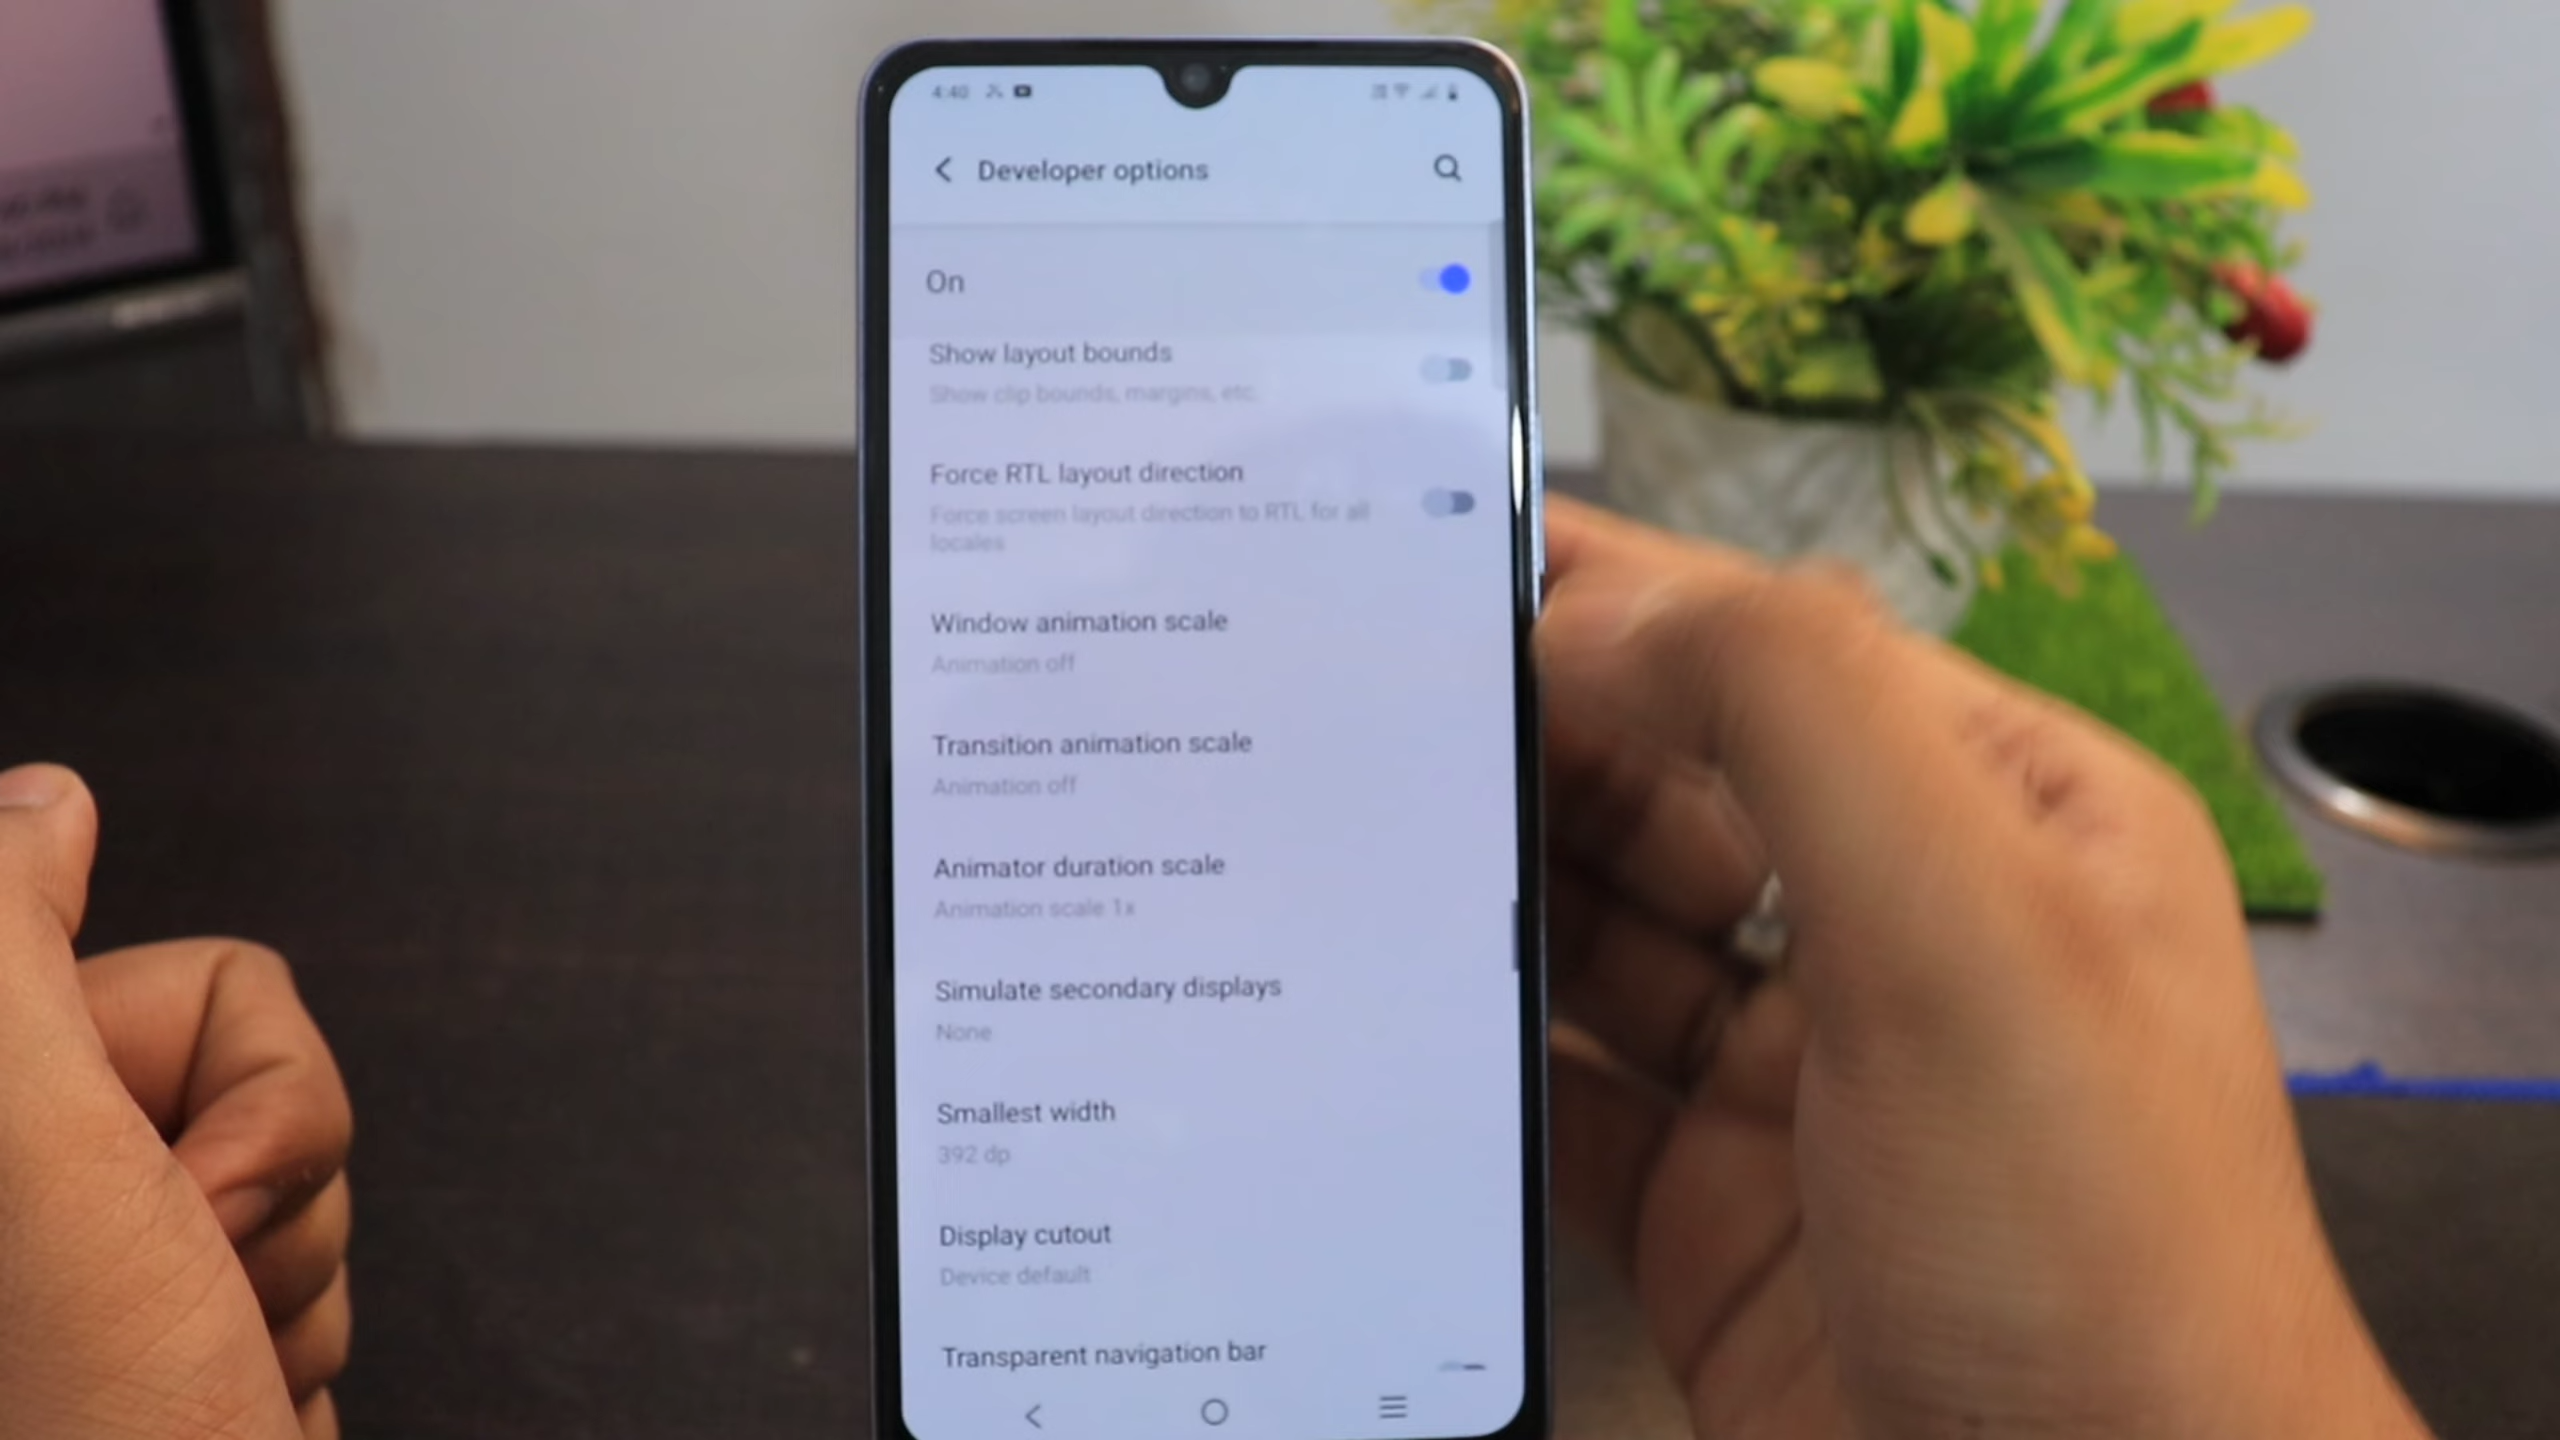 4:40
Developer options
On
Show layout bounds
Show clip bounds, margins, etc.
Force RTL layout direction
Force screen layout direction to RTL for all
locales
Window animation scale
Animation off
Transition animation scale
Animation off
Animator duration scale
Animation scale 1x
Simulate secondary displays
None
Smallest width
392 dp
Display cutout
Device default
Transparent navigation bar